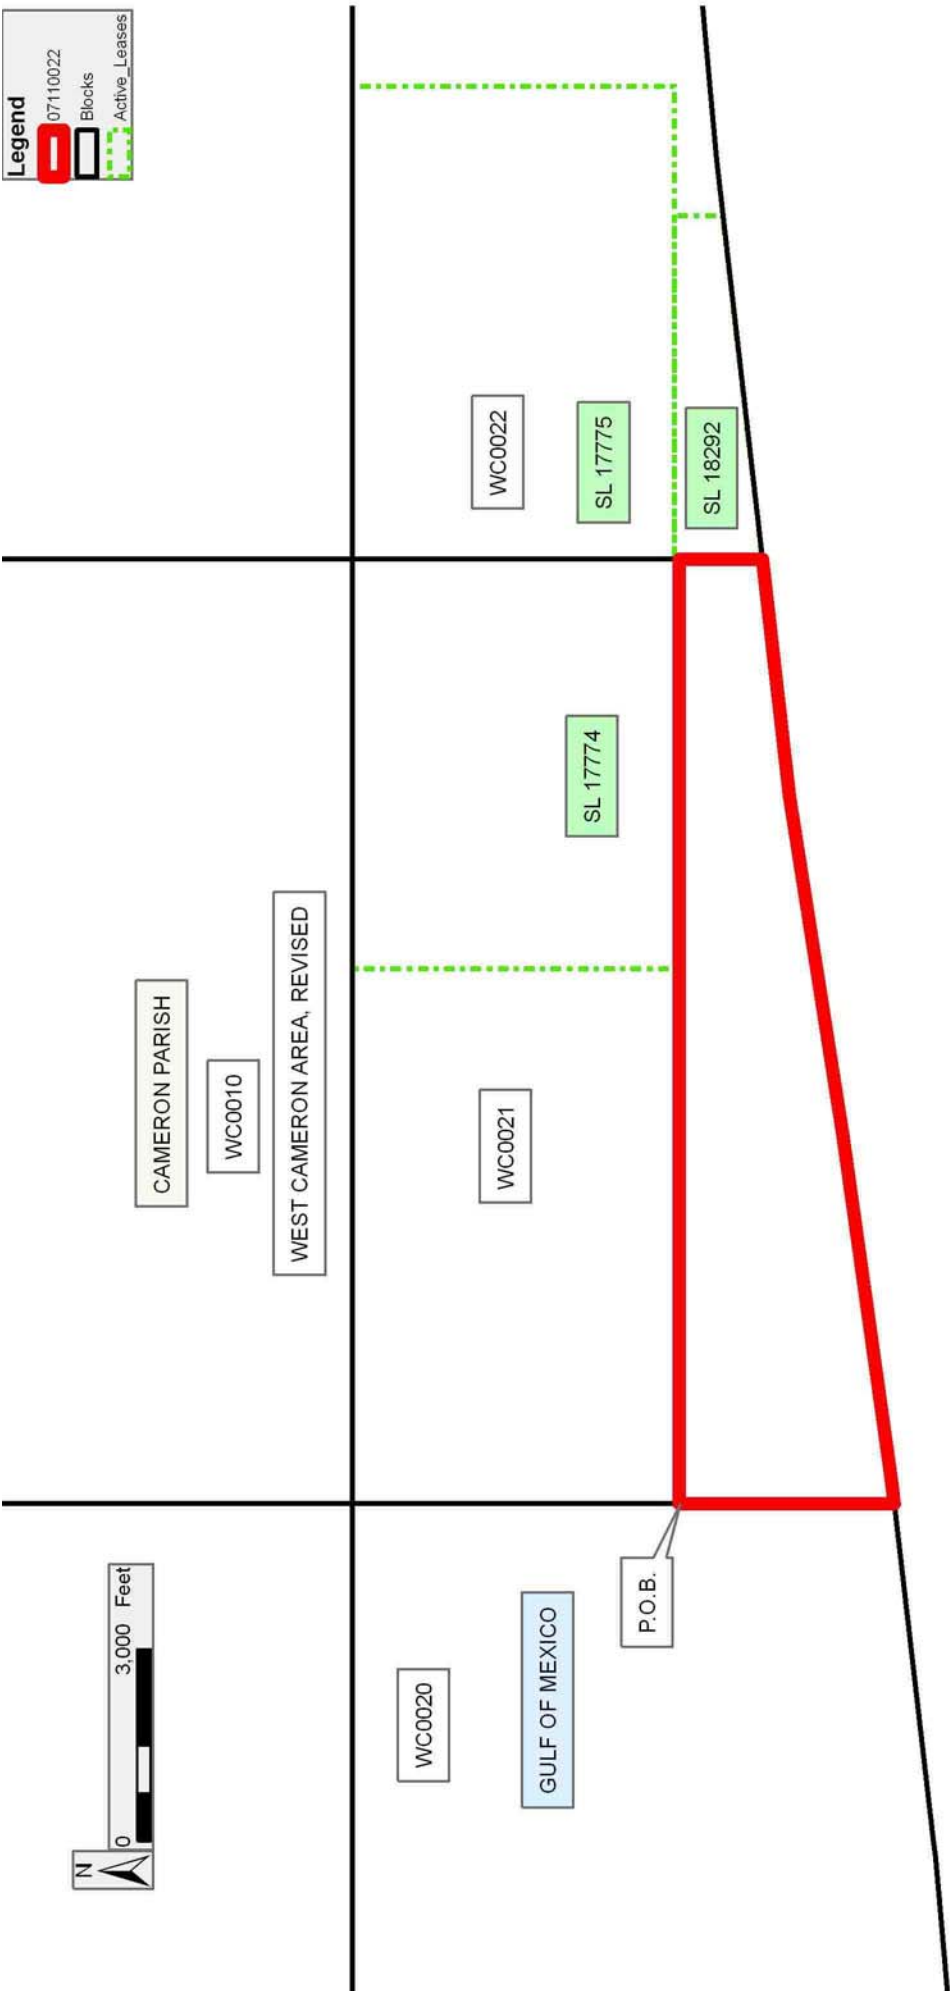 Legend
07110022
Blocks
Active_Leases
N
0 3,000 Feet
CAMERON PARISH
WC0010
WEST CAMERON AREA, REVISED
WC0020
WC0021
WC0022
GULF OF MEXICO
SL 17774
SL 17775
P.O.B.
SL 18292